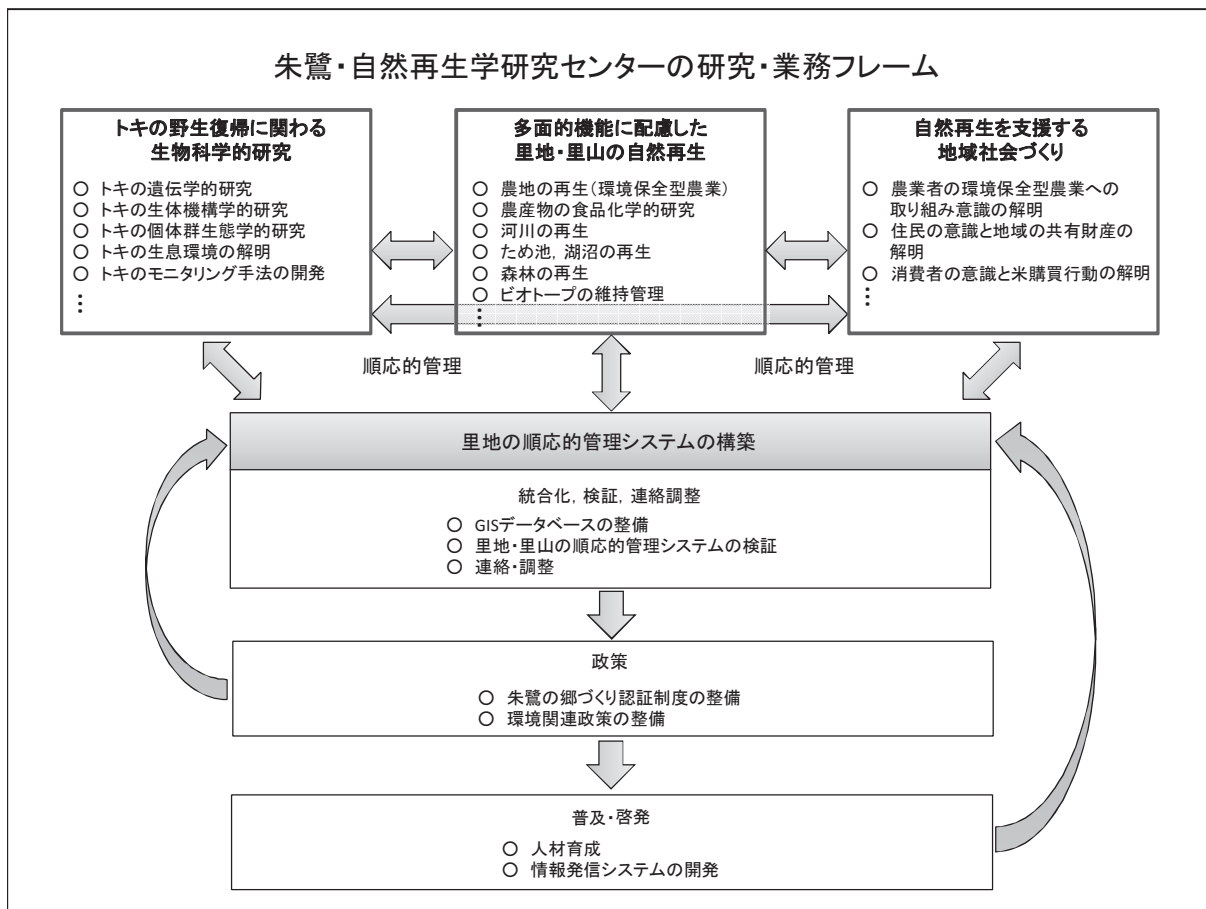 朱鷺・自然再生学研究センターの研究・業務フレーム
トキの野生復帰に関わる
生物科学的研究
○ トキの遺伝学的研究
○ トキの生体機構学的研究
○ トキの個体群生態学的研究
○ トキの生息環境の解明
○ トキのモニタリング手法の開発
⋮
多面的機能に配慮した
里地・里山の自然再生
○ 農地の再生(環境保全型農業)
○ 農産物の食品化学的研究
○ 河川の再生
○ ため池, 湖沼の再生
○ 森林の再生
○ ビオトープの維持管理
⋮
自然再生を支援する
地域社会づくり
○ 農業者の環境保全型農業への
取り組み意識の解明
○ 住民の意識と地域の共有財産の
解明
○ 消費者の意識と米購買行動の解明
⋮
順応的管理
順応的管理
里地の順応的管理システムの構築
統合化, 検証, 連絡調整
○ GISデータベースの整備
○ 里地・里山の順応的管理システムの検証
○ 連絡・調整
政策
○ 朱鷺の郷づくり認証制度の整備
○ 環境関連政策の整備
普及・啓発
○ 人材育成
○ 情報発信システムの開発